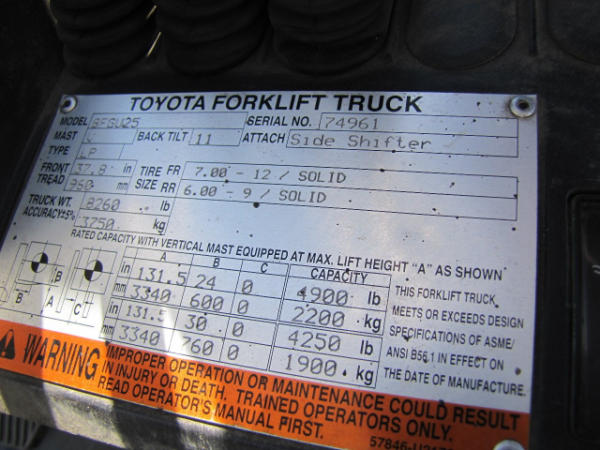 TOYOTA FORKLIFT TRUCK
MODEL 8FGU25 SERIAL NO. 74961
MAST V BACK TILT 11 ATTACH Side Shifter
TYPE LP
FRONT TREAD 37.8 in 960 mm
TIRE SIZE FR 7.00 - 12 / SOLID
RR 6.00 - 9 / SOLID
TRUCK WT. 8260 lb
ACCURACY±5% 3750 kg
RATED CAPACITY WITH VERTICAL MAST EQUIPPED AT MAX. LIFT HEIGHT "A" AS SHOWN
A B C CAPACITY
in 131.5 24 0 4900 lb
mm 3340 600 0 2200 kg
in 131.5 30 0 4250 lb
mm 3340 760 0 1900 kg
B
B A C
THIS FORKLIFT TRUCK
MEETS OR EXCEEDS DESIGN
SPECIFICATIONS OF ASME/
ANSI B56.1 IN EFFECT ON
THE DATE OF MANUFACTURE.
WARNING
IMPROPER OPERATION OR MAINTENANCE COULD RESULT
IN INJURY OR DEATH. TRAINED OPERATORS ONLY.
READ OPERATOR'S MANUAL FIRST.